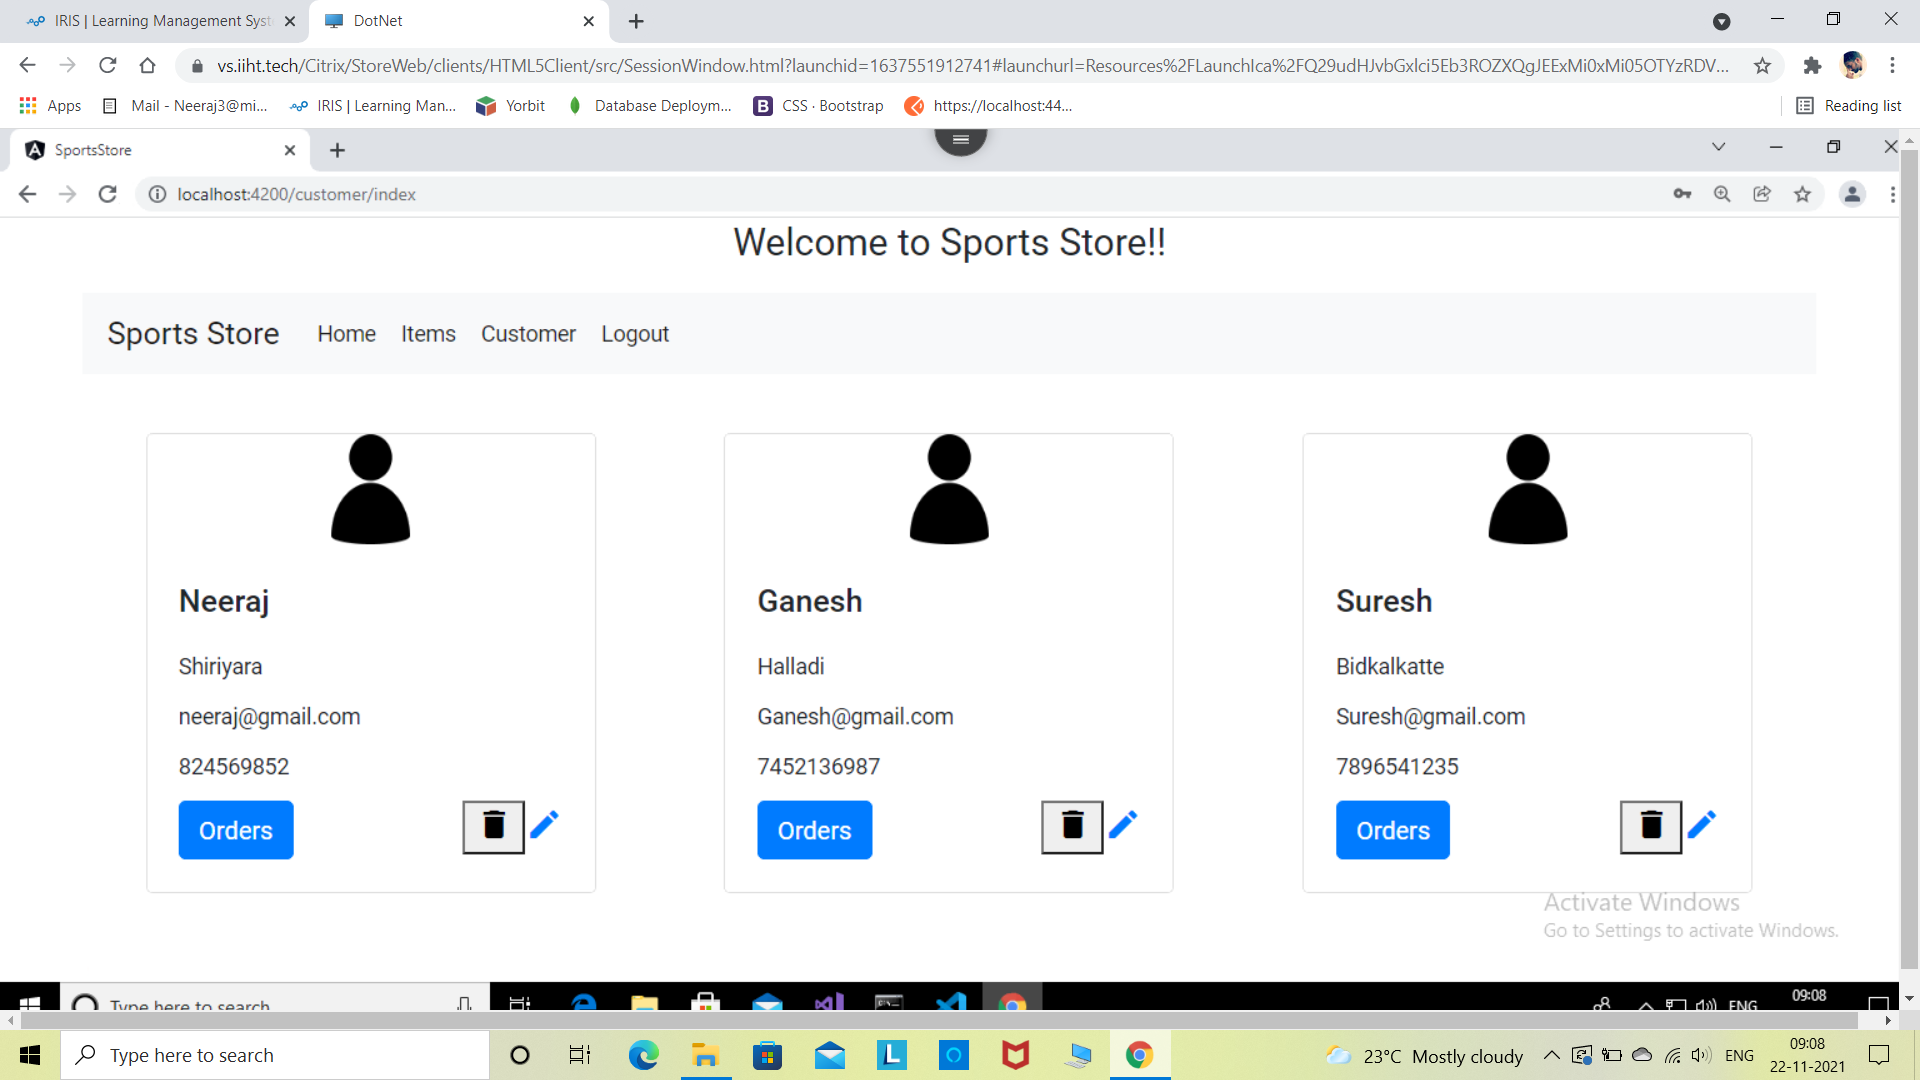 IRIS | Learning Management Syst
DotNet
vs.iiht.tech/Citrix/StoreWeb/clients/HTML5Client/src/SessionWindow.html?launchid=1637551912741#launchurl=Resources%2FLaunchIca%2FQ29udHJvbGxlci5Eb3ROZXQgJEExMi0xMi05OTYzRDV...
Apps
Mail - Neeraj3@mi...
IRIS | Learning Man...
Yorbit
Database Deploym...
B CSS · Bootstrap
https://localhost:44...
Reading list
SportsStore
localhost:4200/customer/index
Welcome to Sports Store!!
Sports Store Home Items Customer Logout
Neeraj
Shiriyara
neeraj@gmail.com
824569852
Orders
Ganesh
Halladi
Ganesh@gmail.com
7452136987
Orders
Suresh
Bidkalkatte
Suresh@gmail.com
7896541235
Orders
Activate Windows
Go to Settings to activate Windows.
Type here to search
ENG
09:08
Type here to search
L
23°C Mostly cloudy
ENG
09:08
22-11-2021